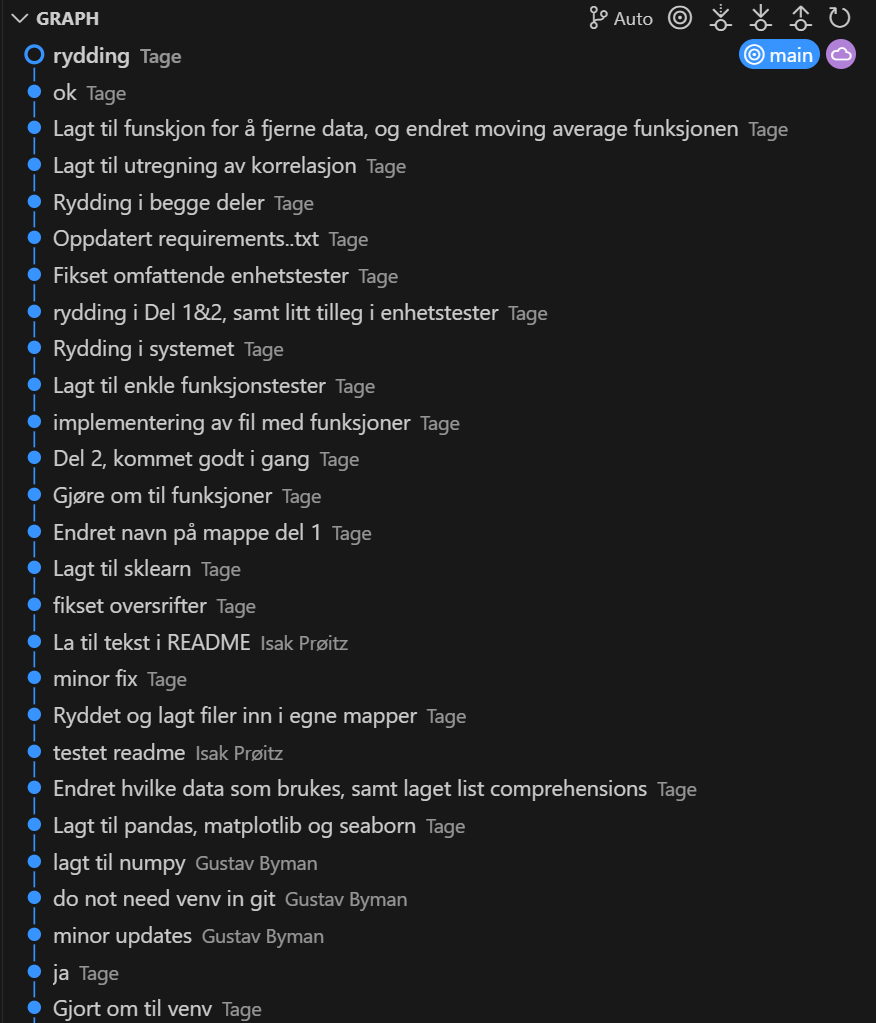 GRAPH Auto
rydding Tage main
ok Tage
Lagt til funskjon for å fjerne data, og endret moving average funksjonen Tage
Lagt til utregning av korrelasjon Tage
Rydding i begge deler Tage
Oppdatert requirements..txt Tage
Fikset omfattende enhetstester Tage
rydding i Del 1&2, samt litt tilleg i enhetstester Tage
Rydding i systemet Tage
Lagt til enkle funksjonstester Tage
implementering av fil med funksjoner Tage
Del 2, kommet godt i gang Tage
Gjøre om til funksjoner Tage
Endret navn på mappe del 1 Tage
Lagt til sklearn Tage
fikset oversrifter Tage
La til tekst i README Isak Prøitz
minor fix Tage
Ryddet og lagt filer inn i egne mapper Tage
testet readme Isak Prøitz
Endret hvilke data som brukes, samt laget list comprehensions Tage
Lagt til pandas, matplotlib og seaborn Tage
lagt til numpy Gustav Byman
do not need venv in git Gustav Byman
minor updates Gustav Byman
ja Tage
Gjort om til venv Tage